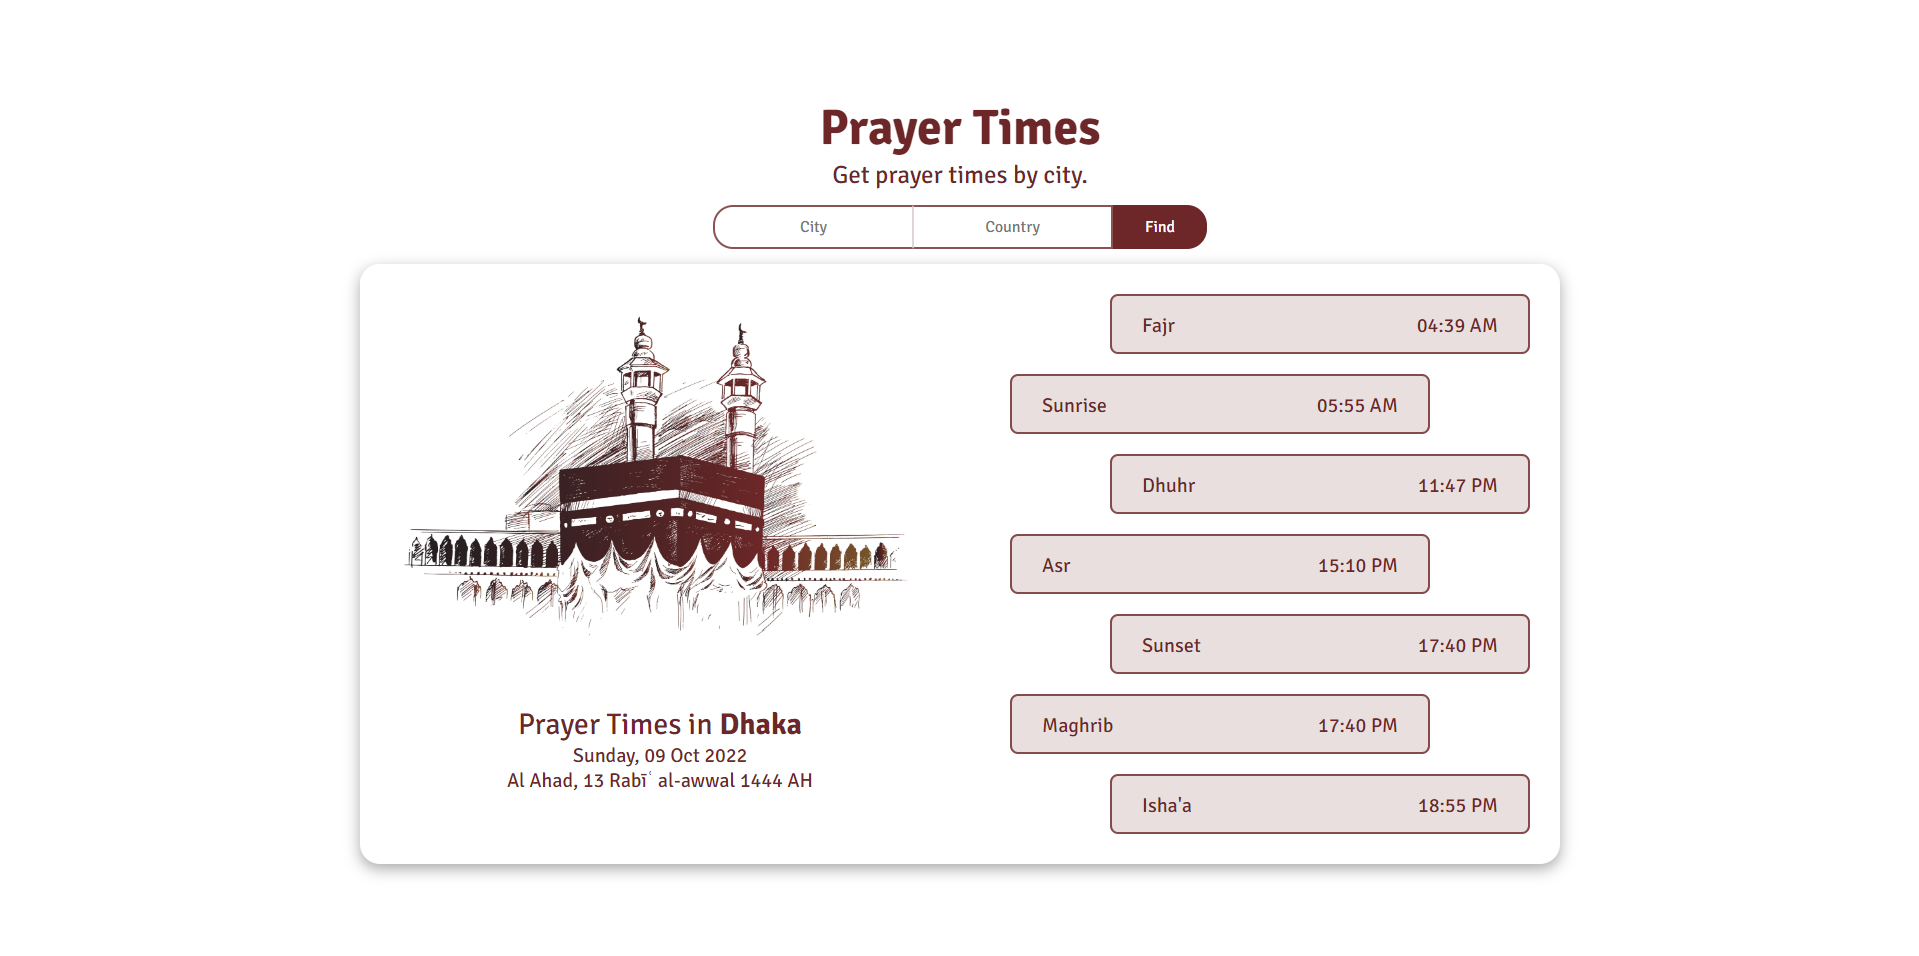 Prayer Times
Get prayer times by city.
City Country Find
Prayer Times in Dhaka
Sunday, 09 Oct 2022
Al Ahad, 13 Rabīʿ al-awwal 1444 AH
Fajr 04:39 AM
Sunrise 05:55 AM
Dhuhr 11:47 PM
Asr 15:10 PM
Sunset 17:40 PM
Maghrib 17:40 PM
Isha'a 18:55 PM